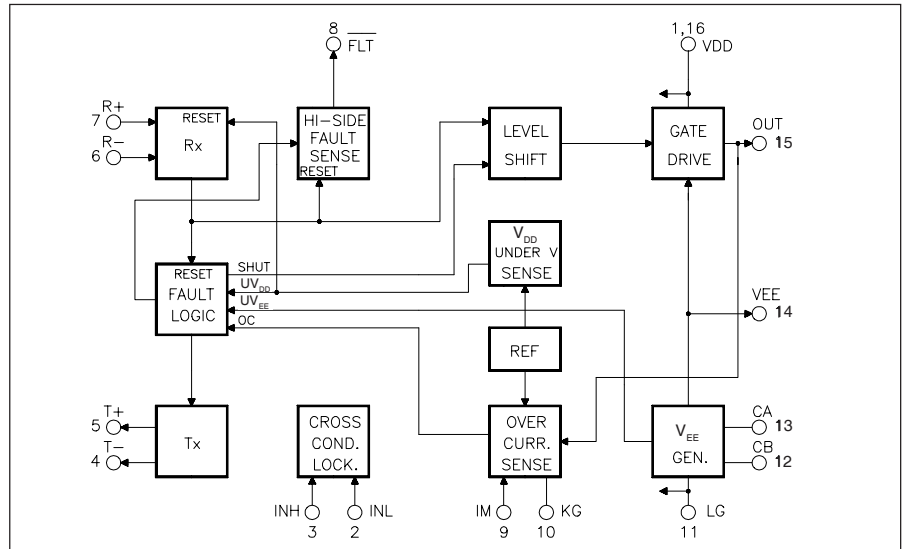 8
FLT
1,16
VDD
R+
7
R-
6
RESET
Rx
HI-SIDE
FAULT
SENSE
RESET
LEVEL
SHIFT
GATE
DRIVE
OUT
15
RESET
FAULT
LOGIC
SHUT
UVDD
UVEE
OC
VDD
UNDER V
SENSE
VEE
14
REF
T+
5
T-
4
Tx
CROSS
COND.
LOCK.
OVER
CURR.
SENSE
VEE
GEN.
CA
13
CB
12
INH
3
INL
2
IM
9
KG
10
LG
11